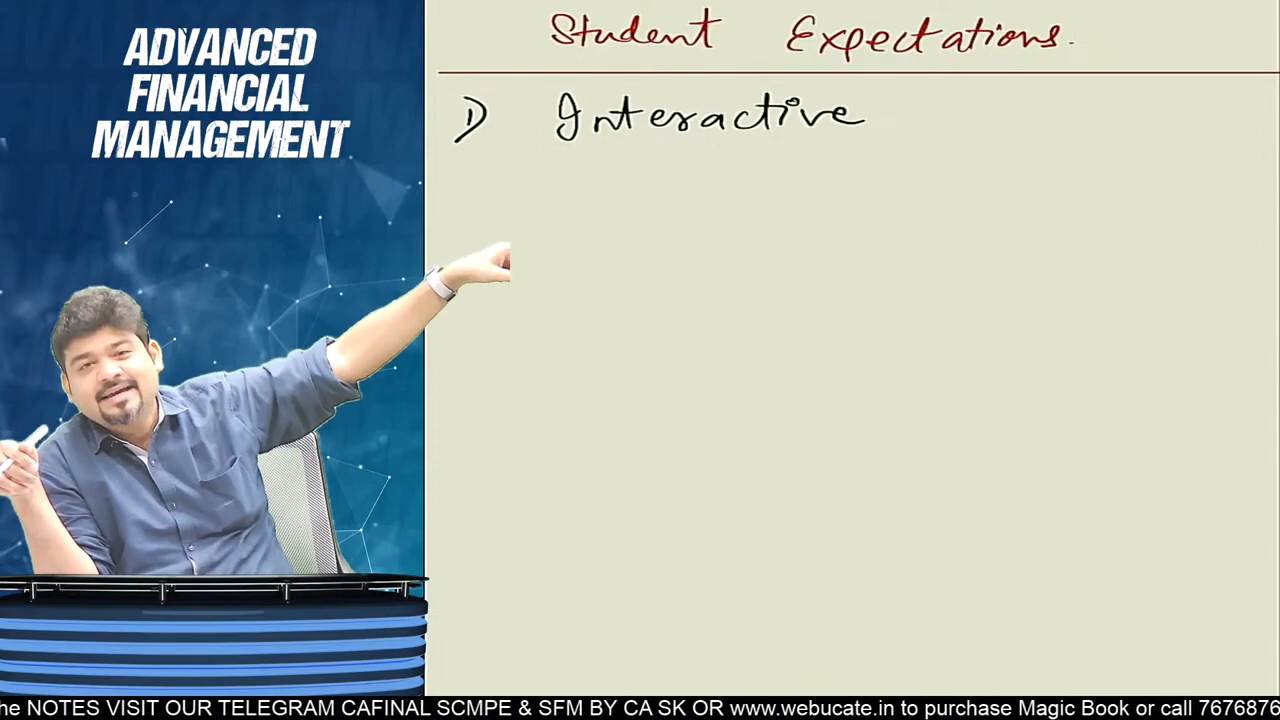 ADVANCED
FINANCIAL
MANAGEMENT
Student Expectations.
1) Interactive
he NOTES VISIT OUR TELEGRAM CAFINAL SCMPE & SFM BY CA SK OR www.webucate.in to purchase Magic Book or call 7676876